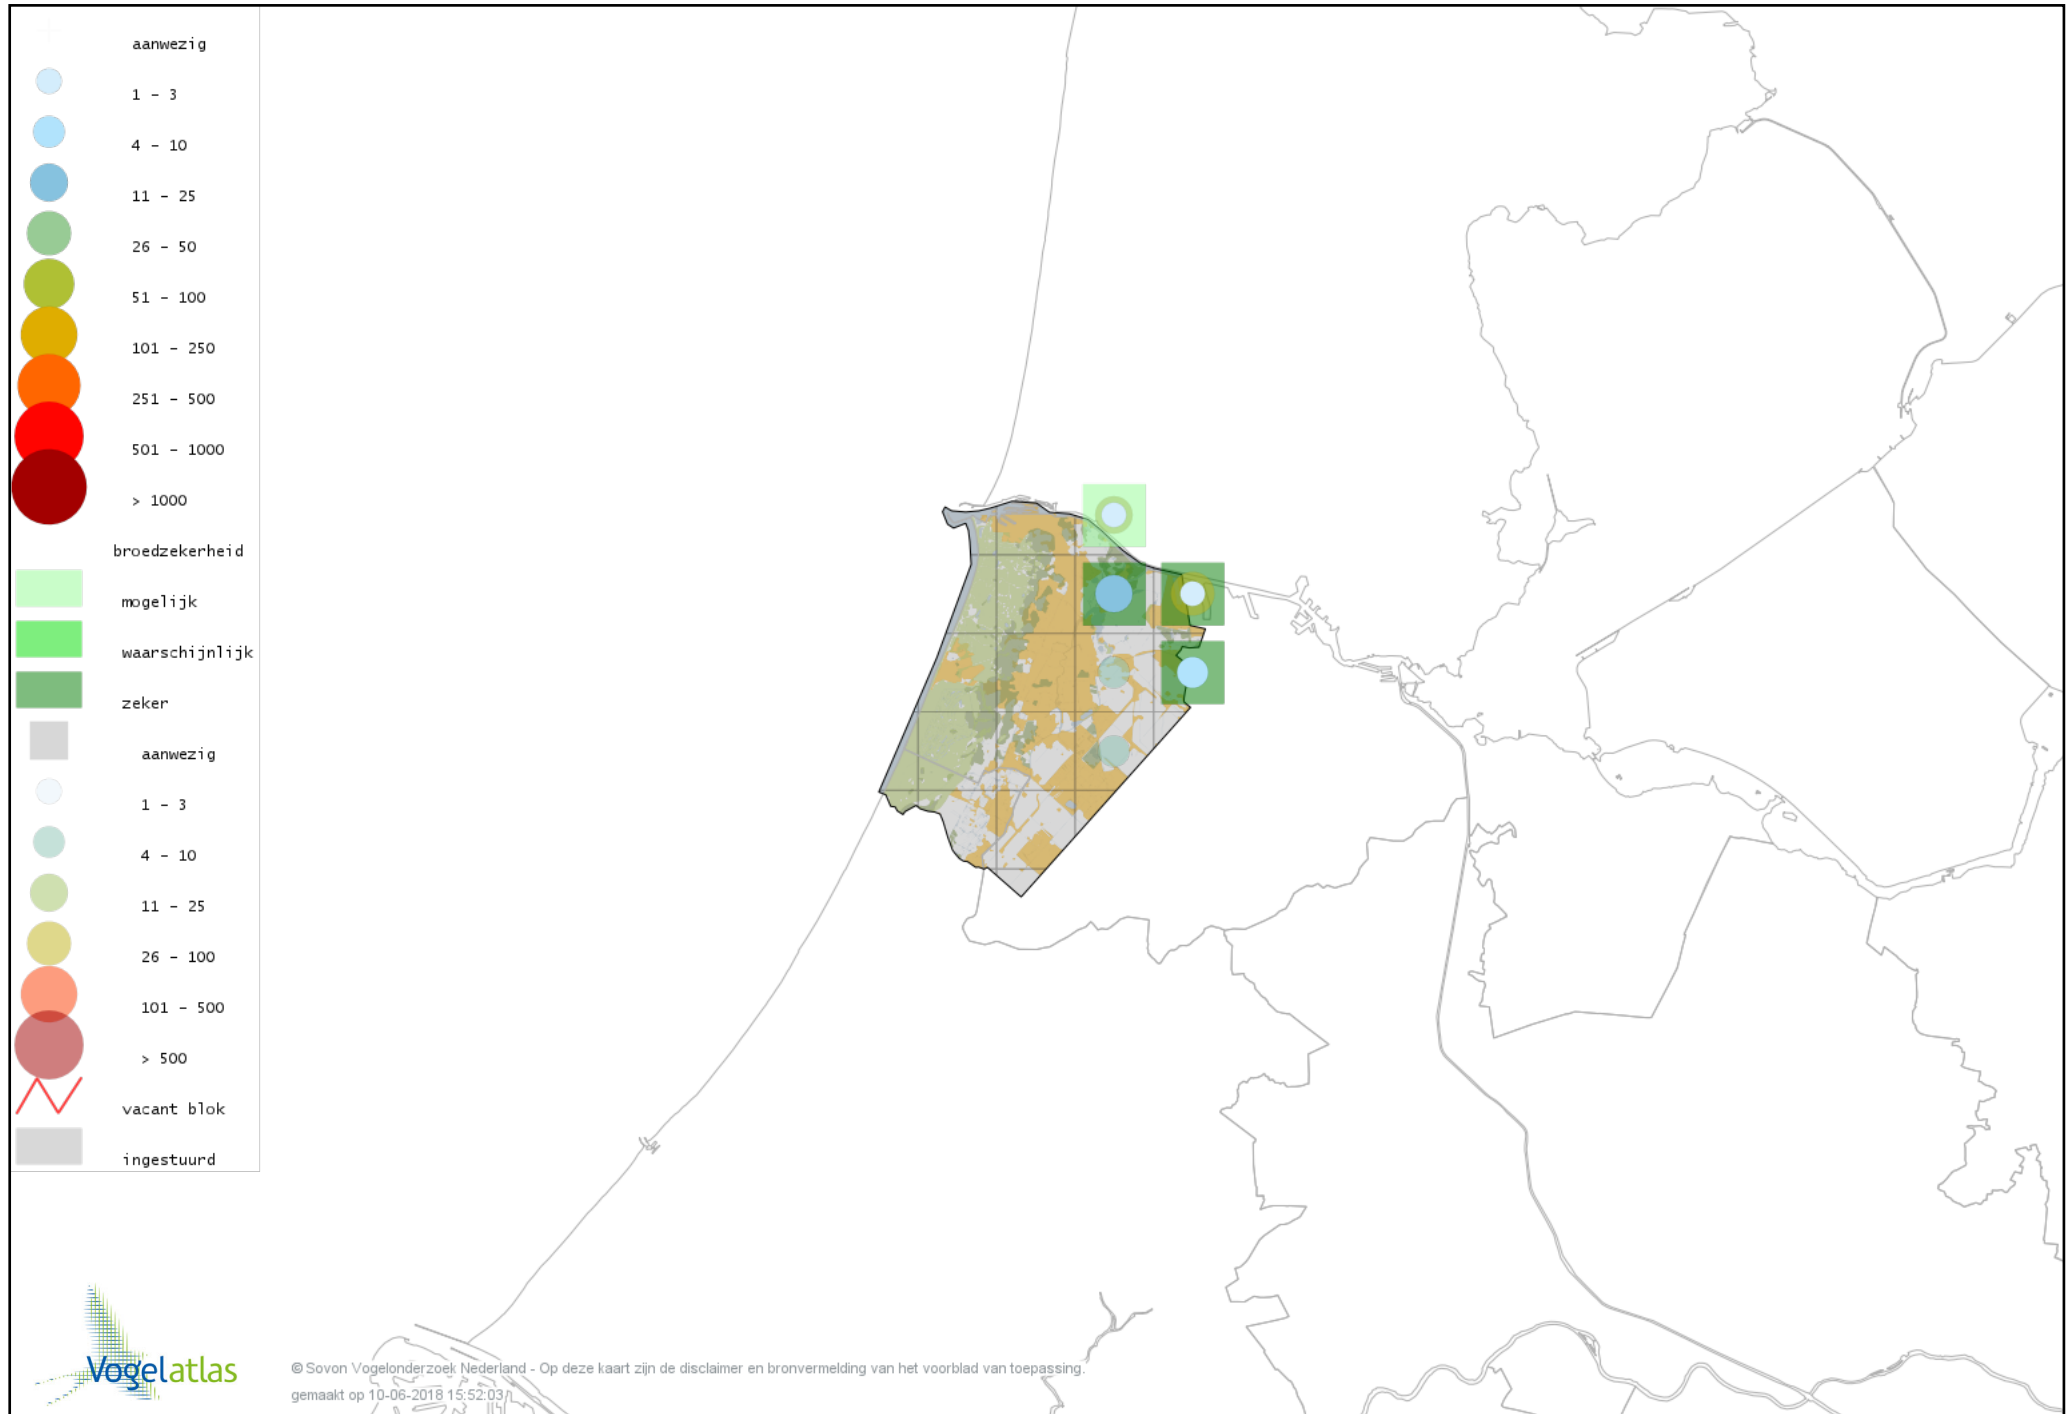 aanwezig
1 – 3
4 – 10
11 – 25
26 – 50
51 – 100
101 – 250
251 – 500
501 – 1000
> 1000
broedzekerheid
mogelijk
waarschijnlijk
zeker
aanwezig
1 – 3
4 – 10
11 – 25
26 – 100
101 – 500
> 500
vacant blok
ingestuurd
Vogelatlas
© Sovon Vogelonderzoek Nederland - Op deze kaart zijn de disclaimer en bronvermelding van het voorblad van toepassing.
gemaakt op 10-06-2018 15:52:03